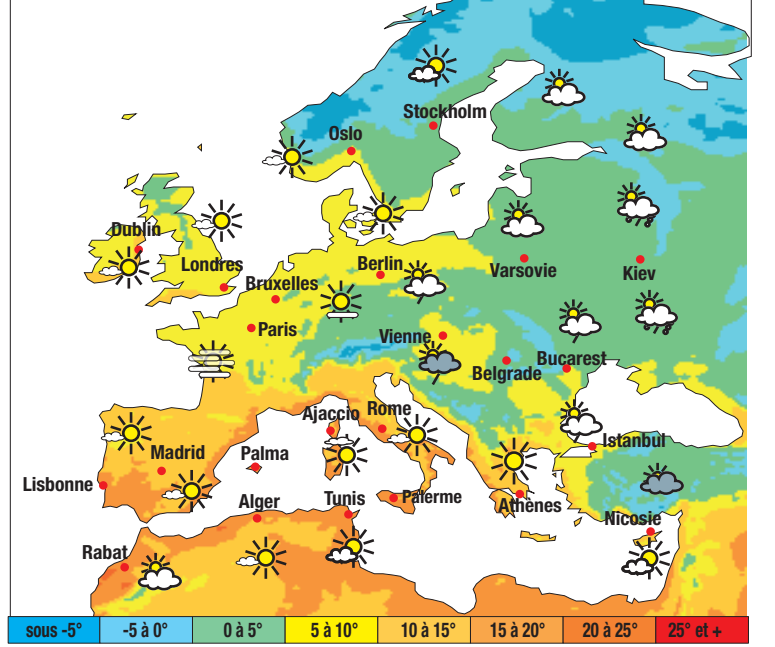 Stockholm
Oslo
Dublin
Londres
Berlin
Varsovie
Kiev
Bruxelles
Paris
Vienne
Bucarest
Belgrade
Ajaccio
Rome
Istanbul
Madrid
Palma
Lisbonne
Alger
Tunis
Palerme
Athènes
Nicosie
Rabat
sous -5° -5 à 0° 0 à 5° 5 à 10° 10 à 15° 15 à 20° 20 à 25° 25° et +